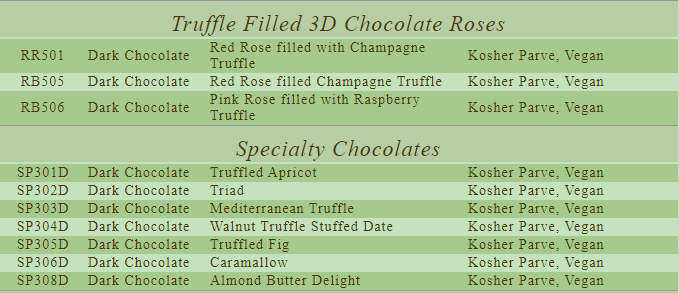 Truffle Filled 3D Chocolate Roses
RR501 Dark Chocolate Red Rose filled with Champagne Truffle Kosher Parve, Vegan
RB505 Dark Chocolate Red Rose filled Champagne Truffle Kosher Parve, Vegan
RB506 Dark Chocolate Pink Rose filled with Raspberry Truffle Kosher Parve, Vegan
Specialty Chocolates
SP301D Dark Chocolate Truffled Apricot Kosher Parve, Vegan
SP302D Dark Chocolate Triad Kosher Parve, Vegan
SP303D Dark Chocolate Mediterranean Truffle Kosher Parve, Vegan
SP304D Dark Chocolate Walnut Truffle Stuffed Date Kosher Parve, Vegan
SP305D Dark Chocolate Truffled Fig Kosher Parve, Vegan
SP306D Dark Chocolate Caramallow Kosher Parve, Vegan
SP308D Dark Chocolate Almond Butter Delight Kosher Parve, Vegan